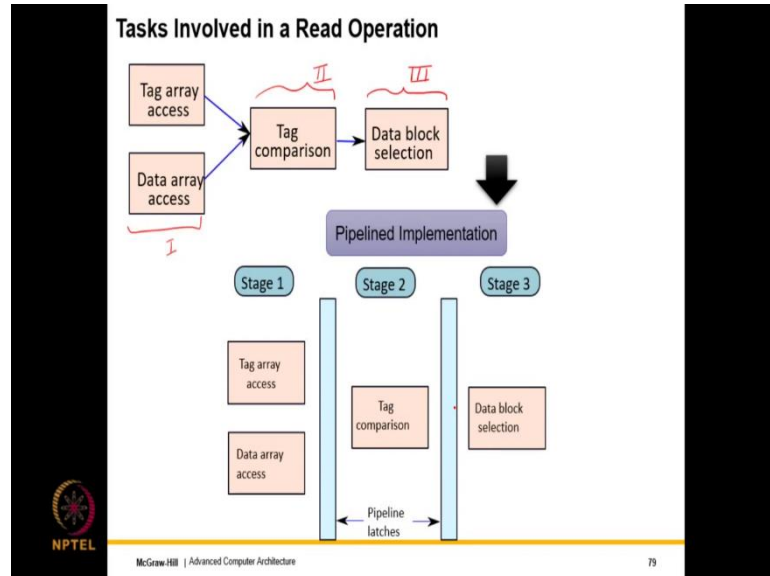 Tasks Involved in a Read Operation
II
III
Tag array
access
Tag
comparison
Data block
selection
Data array
access
I
Pipelined Implementation
Stage 1
Stage 2
Stage 3
Tag array
access
Tag
comparison
Data block
selection
Data array
access
Pipeline
latches
NPTEL
McGraw-Hill | Advanced Computer Architecture
79